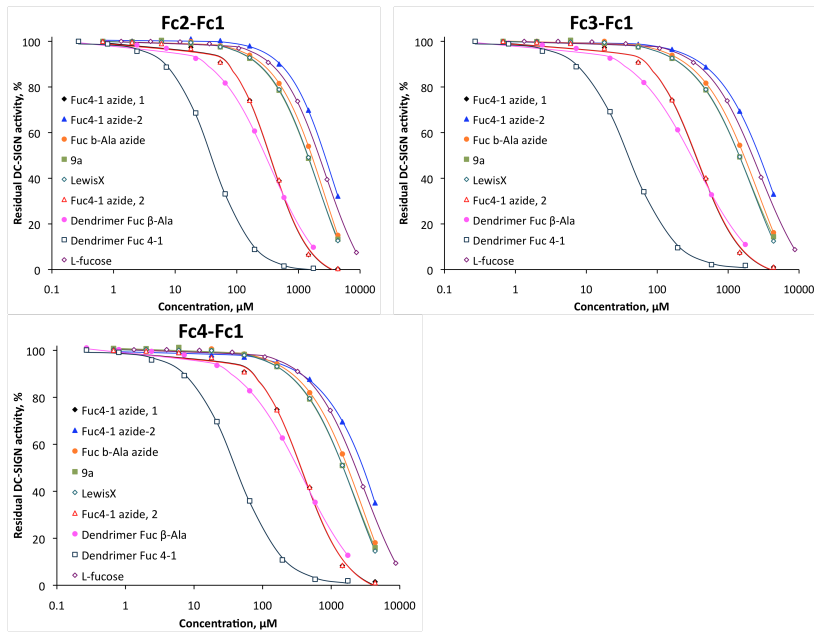 Fc2-Fc1
Residual DC-SIGN activity, %
100
80
60
40
20
0
Fuc4-1 azide, 1
Fuc4-1 azide-2
Fuc b-Ala azide
9a
LewisX
Fuc4-1 azide, 2
Dendrimer Fuc β-Ala
Dendrimer Fuc 4-1
L-fucose
0.1 1 10 100 1000 10000
Concentration, μM
Fc3-Fc1
Residual DC-SIGN activity, %
100
80
60
40
20
0
Fuc4-1 azide, 1
Fuc4-1 azide-2
Fuc b-Ala azide
9a
LewisX
Fuc4-1 azide, 2
Dendrimer Fuc β-Ala
Dendrimer Fuc 4-1
L-fucose
0.1 1 10 100 1000 10000
Concentration, μM
Fc4-Fc1
Residual DC-SIGN activity, %
100
80
60
40
20
0
Fuc4-1 azide, 1
Fuc4-1 azide-2
Fuc b-Ala azide
9a
LewisX
Fuc4-1 azide, 2
Dendrimer Fuc β-Ala
Dendrimer Fuc 4-1
L-fucose
0.1 1 10 100 1000 10000
Concentration, μM